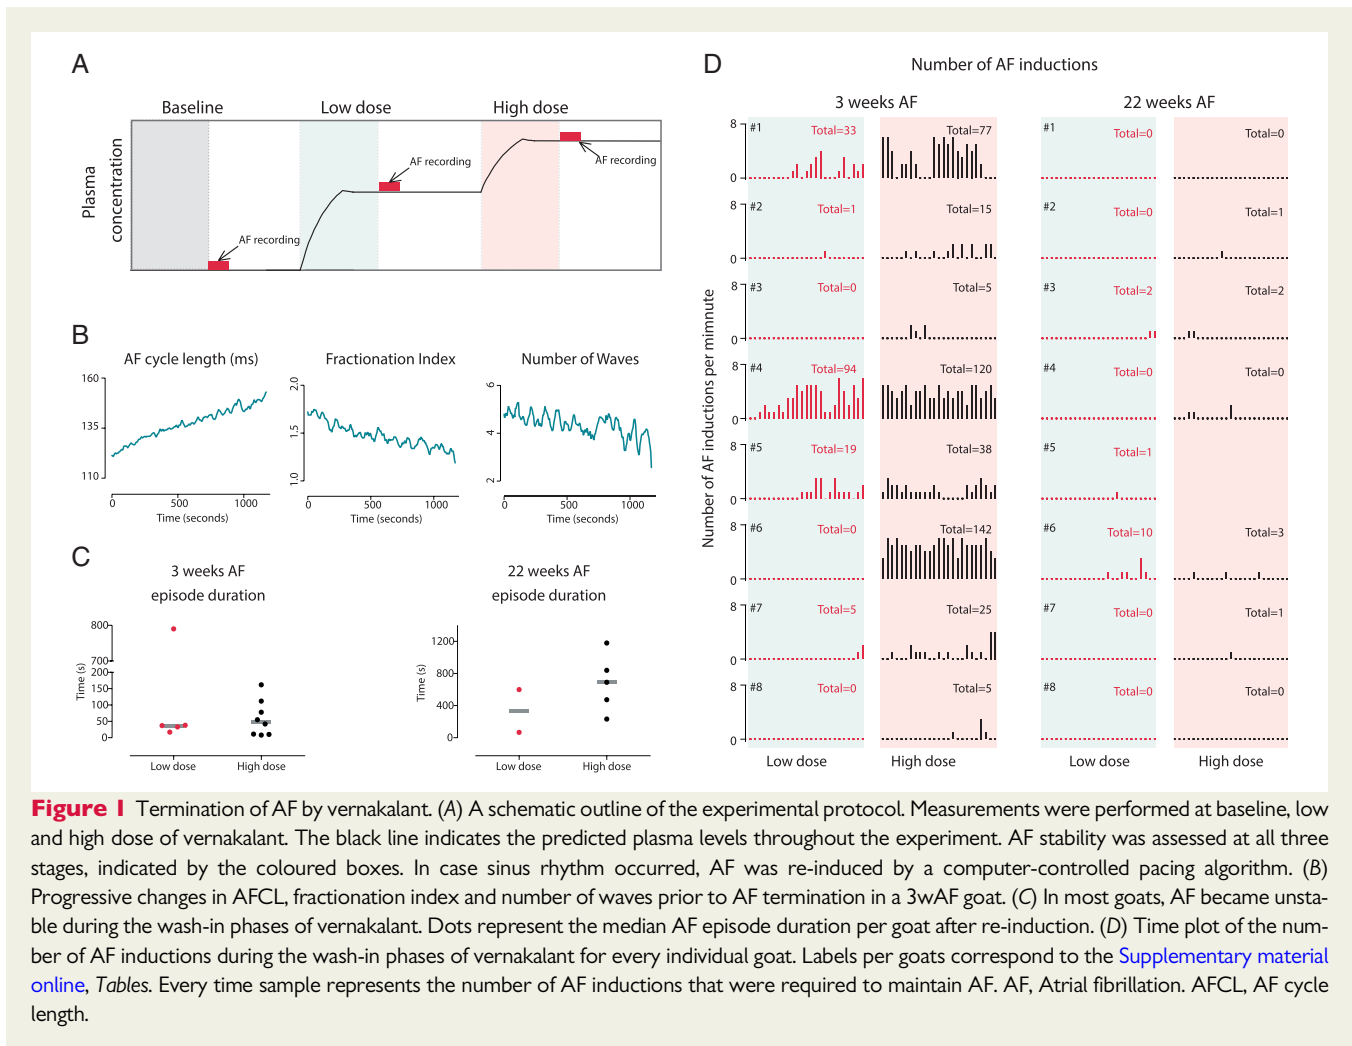 A
Baseline
Low dose
High dose
Plasma
concentration
AF recording
AF recording
AF recording
B
AF cycle length (ms)
160
135
110
0
500
1000
Time (seconds)
Fractionation Index
2.0
1.5
1.0
0
500
1000
Time (seconds)
Number of Waves
6
4
2
0
500
1000
Time (seconds)
C
3 weeks AF
episode duration
800
700
200
150
100
50
0
Time (s)
Low dose
High dose
22 weeks AF
episode duration
1200
800
400
0
Time (s)
Low dose
High dose
D
Number of AF inductions
3 weeks AF
22 weeks AF
Number of AF inductions per mimnute
8
0
#1
Total=33
Total=77
#1
Total=0
Total=0
8
0
#2
Total=1
Total=15
#2
Total=0
Total=1
8
0
#3
Total=0
Total=5
#3
Total=2
Total=2
8
0
#4
Total=94
Total=120
#4
Total=0
Total=0
8
0
#5
Total=19
Total=38
#5
Total=1
8
0
#6
Total=0
Total=142
#6
Total=10
Total=3
8
0
#7
Total=5
Total=25
#7
Total=0
Total=1
8
0
#8
Total=0
Total=5
#8
Total=0
Total=0
Low dose
High dose
Low dose
High dose
Figure 1 Termination of AF by vernakalant. (A) A schematic outline of the experimental protocol. Measurements were performed at baseline, low
and high dose of vernakalant. The black line indicates the predicted plasma levels throughout the experiment. AF stability was assessed at all three
stages, indicated by the coloured boxes. In case sinus rhythm occurred, AF was re-induced by a computer-controlled pacing algorithm. (B)
Progressive changes in AFCL, fractionation index and number of waves prior to AF termination in a 3wAF goat. (C) In most goats, AF became unsta-
ble during the wash-in phases of vernakalant. Dots represent the median AF episode duration per goat after re-induction. (D) Time plot of the num-
ber of AF inductions during the wash-in phases of vernakalant for every individual goat. Labels per goats correspond to the Supplementary material
online, Tables. Every time sample represents the number of AF inductions that were required to maintain AF. AF, Atrial fibrillation. AFCL, AF cycle
length.